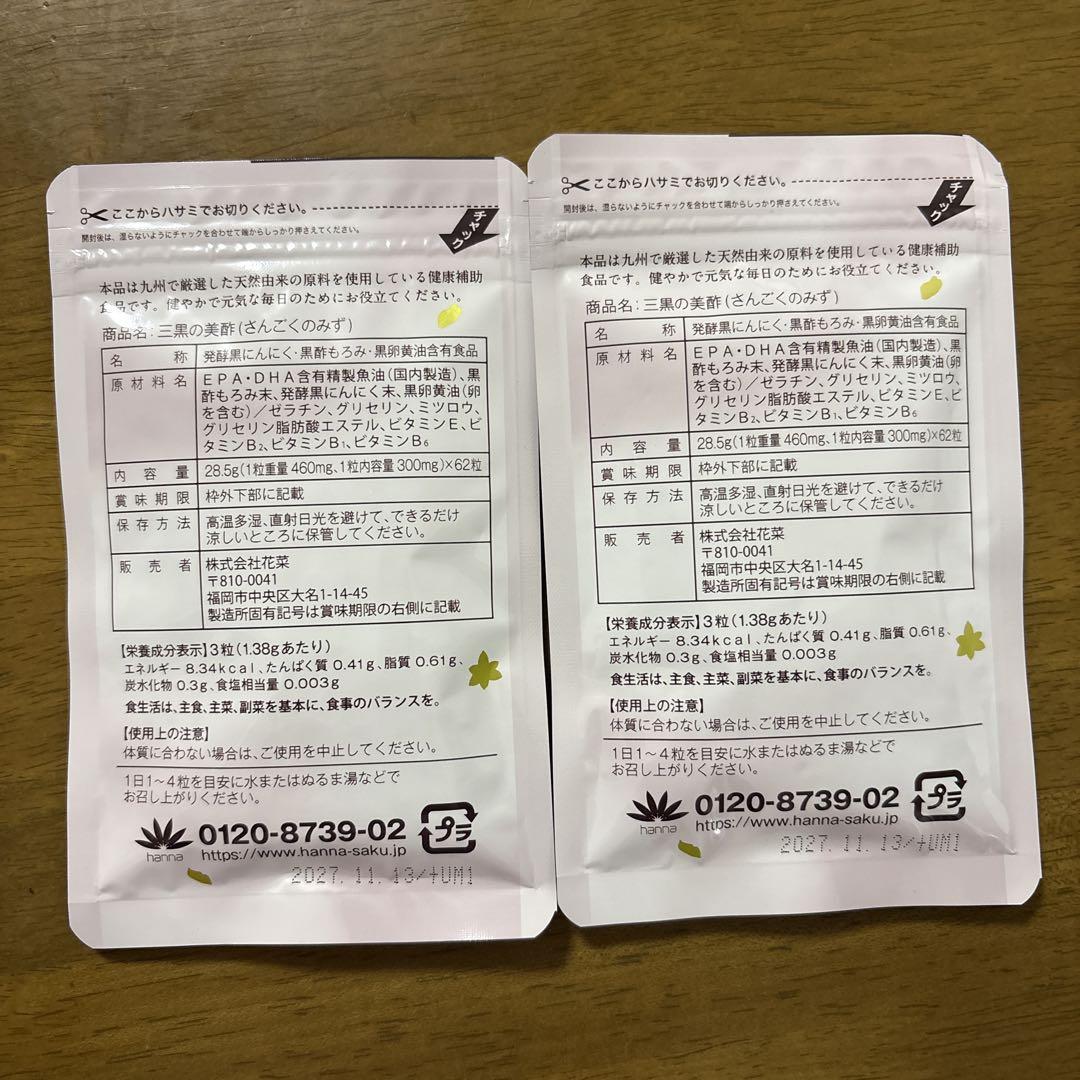 ここからハサミでお切りください。
開封後は、湿らないようにチャックを合わせて端からしっかり押さえてください。
チャック
本品は九州で厳選した天然由来の原料を使用している健康補助
食品です。健やかで元気な毎日のためにお役立てください。
商品名:三黒の美酢(さんごくのみず)
名称 発酵黒にんにく・黒酢もろみ・黒卵黄油含有食品
原材料名 EPA・DHA含有精製魚油(国内製造)、黒
酢もろみ末、発酵黒にんにく末、黒卵黄油(卵
を含む)/ゼラチン、グリセリン、ミツロウ、
グリセリン脂肪酸エステル、ビタミンE、ビ
タミンB₂、ビタミンB₁、ビタミンB₆
内容量 28.5g(1粒重量 460mg、1粒内容量 300mg)×62粒
賞味期限 枠外下部に記載
保存方法 高温多湿、直射日光を避けて、できるだけ
涼しいところに保管してください。
販売者 株式会社花菜
〒810-0041
福岡市中央区大名1-14-45
製造所固有記号は賞味期限の右側に記載
【栄養成分表示】3粒(1.38gあたり)
エネルギー 8.34kcal、たんぱく質 0.41g、脂質 0.61g、
炭水化物 0.3g、食塩相当量 0.003g
食生活は、主食、主菜、副菜を基本に、食事のバランスを。
【使用上の注意】
体質に合わない場合は、ご使用を中止してください。
1日1~4粒を目安に水またはぬるま湯などで
お召し上がりください。
hanna
0120-8739-02
https://www.hanna-saku.jp
プラ
2027.11.13/+UM1
ここからハサミでお切りください。
開封後は、湿らないようにチャックを合わせて端からしっかり押さえてください。
チャック
本品は九州で厳選した天然由来の原料を使用している健康補助
食品です。健やかで元気な毎日のためにお役立てください。
商品名:三黒の美酢(さんごくのみず)
名称 発酵黒にんにく・黒酢もろみ・黒卵黄油含有食品
原材料名 EPA・DHA含有精製魚油(国内製造)、黒
酢もろみ末、発酵黒にんにく末、黒卵黄油(卵
を含む)/ゼラチン、グリセリン、ミツロウ、
グリセリン脂肪酸エステル、ビタミンE、ビ
タミンB₂、ビタミンB₁、ビタミンB₆
内容量 28.5g(1粒重量 460mg、1粒内容量 300mg)×62粒
賞味期限 枠外下部に記載
保存方法 高温多湿、直射日光を避けて、できるだけ
涼しいところに保管してください。
販売者 株式会社花菜
〒810-0041
福岡市中央区大名1-14-45
製造所固有記号は賞味期限の右側に記載
【栄養成分表示】3粒(1.38gあたり)
エネルギー 8.34kcal、たんぱく質 0.41g、脂質 0.61g、
炭水化物 0.3g、食塩相当量 0.003g
食生活は、主食、主菜、副菜を基本に、食事のバランスを。
【使用上の注意】
体質に合わない場合は、ご使用を中止してください。
1日1~4粒を目安に水またはぬるま湯などで
お召し上がりください。
hanna
0120-8739-02
https://www.hanna-saku.jp
プラ
2027.11.13/+UM1